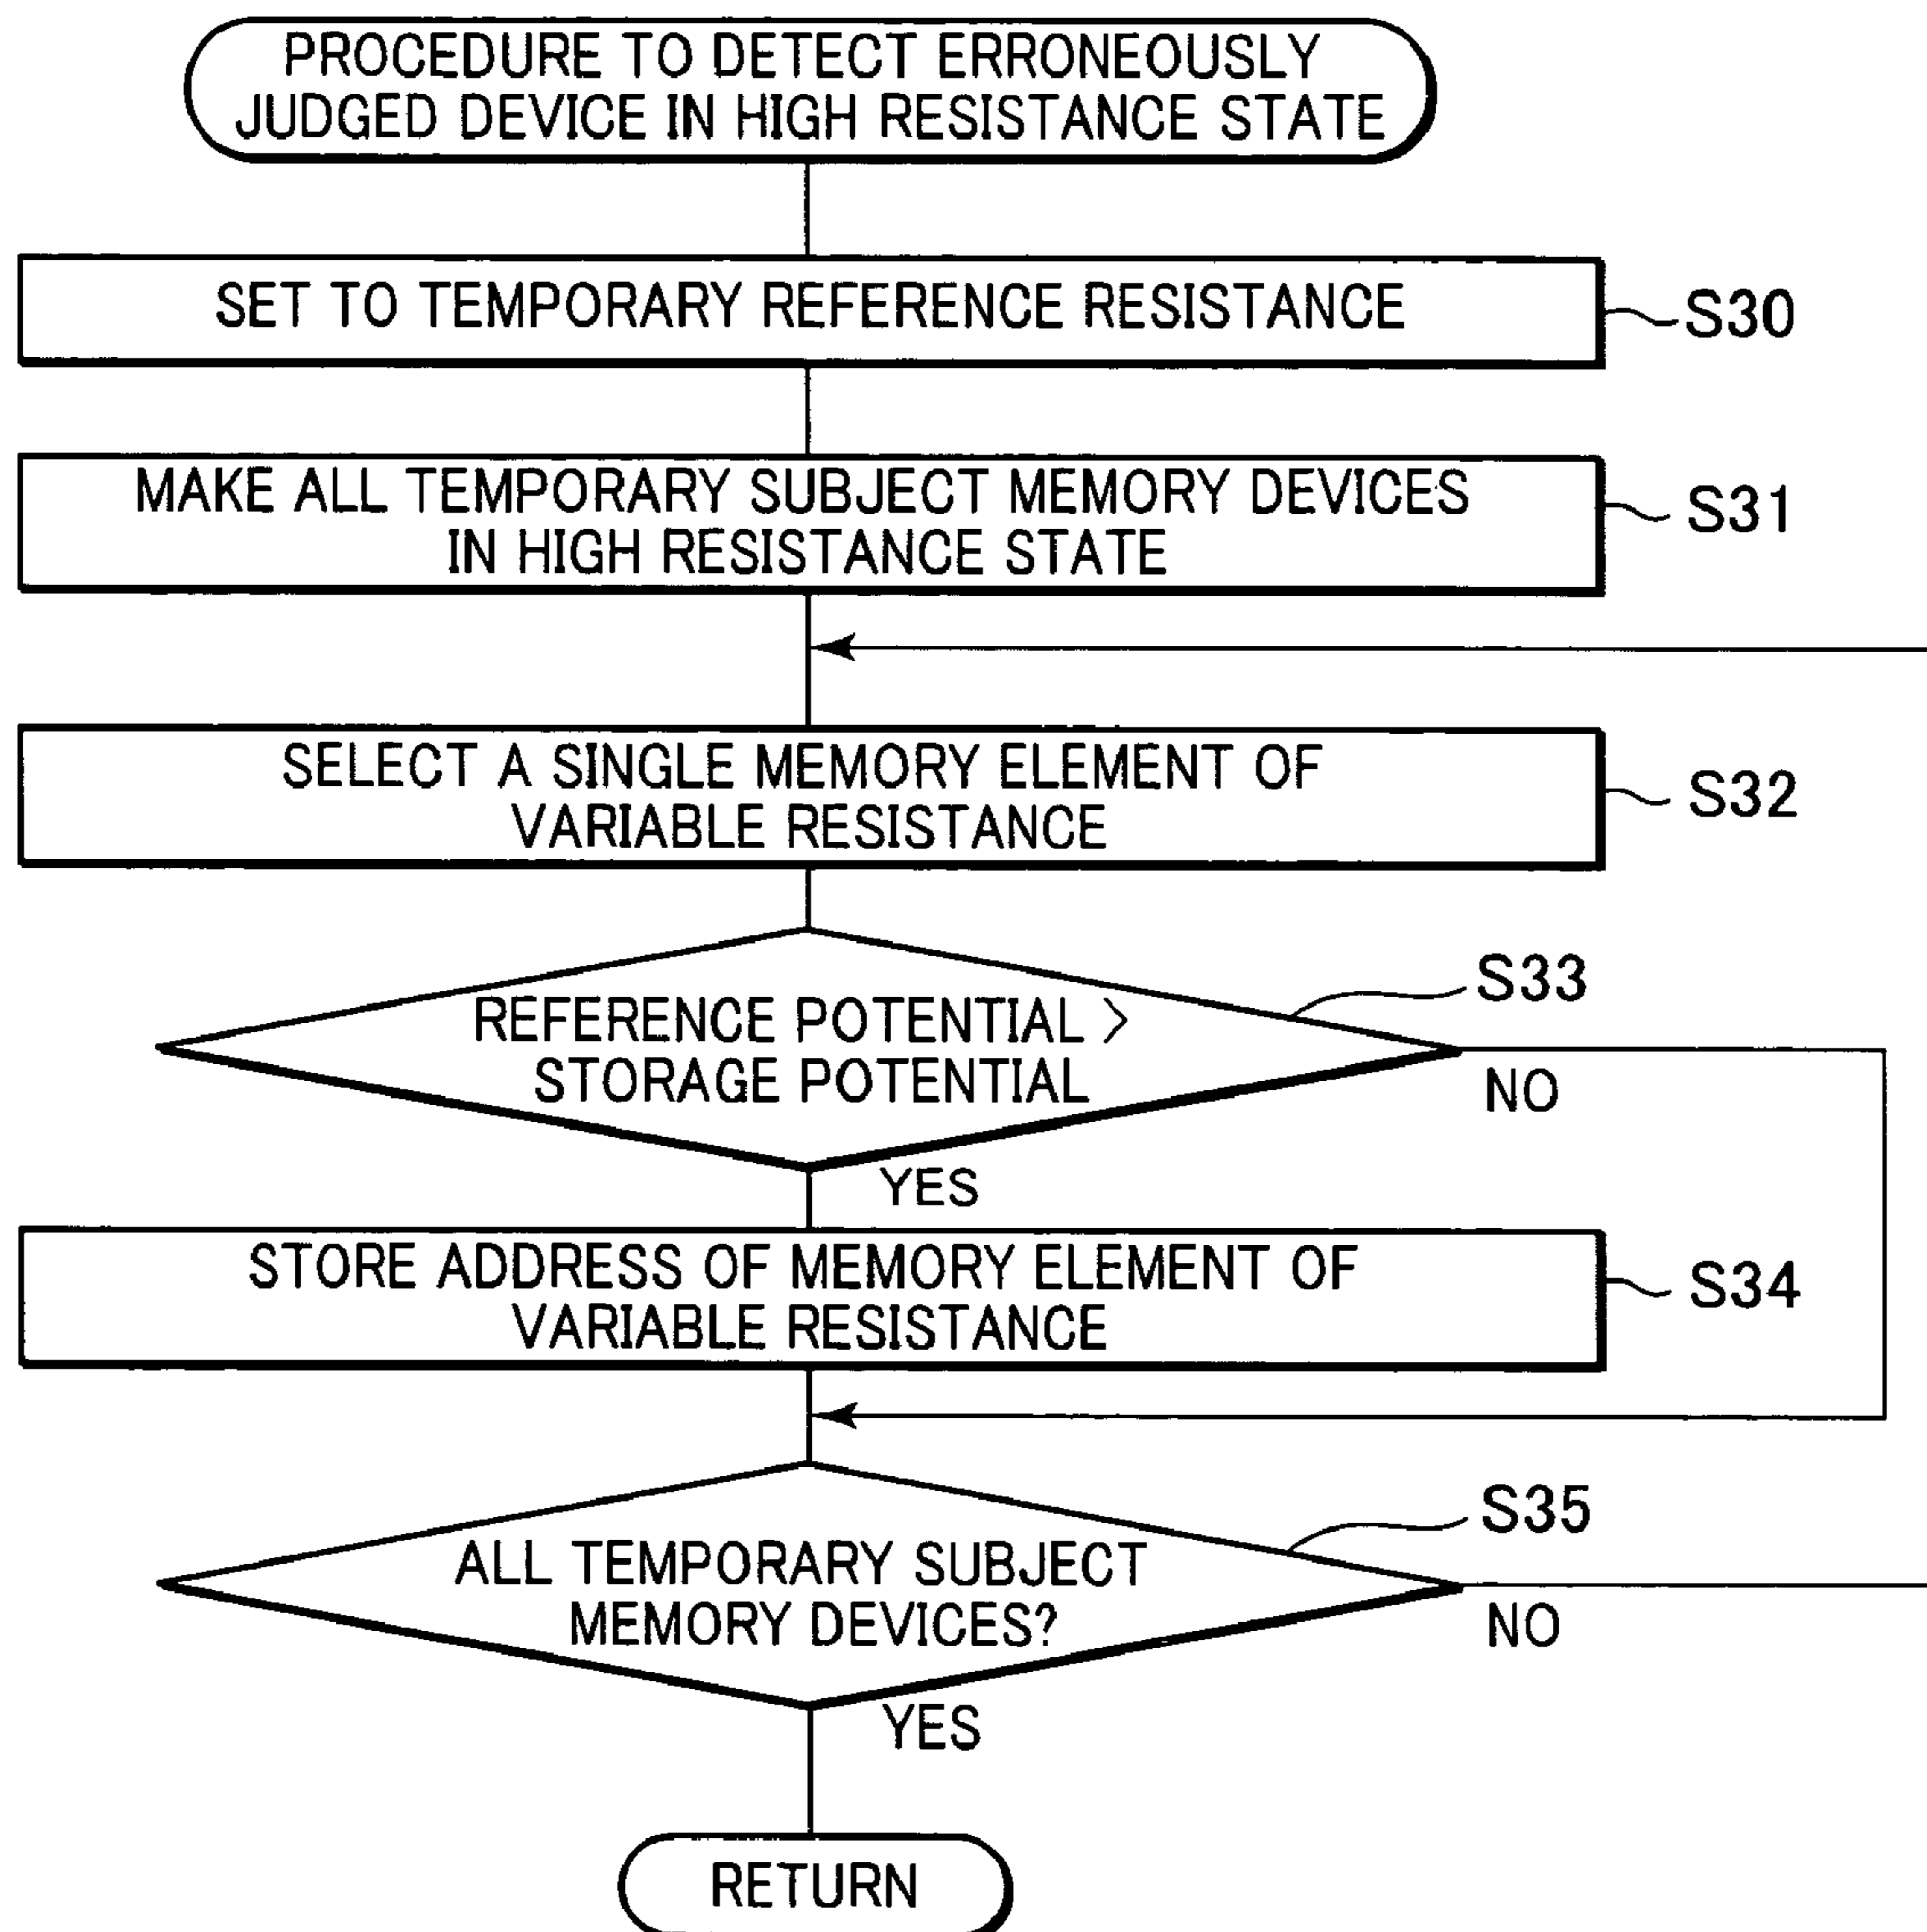 PROCEDURE TO DETECT ERRONEOUSLY
JUDGED DEVICE IN HIGH RESISTANCE STATE
SET TO TEMPORARY REFERENCE RESISTANCE
S30
MAKE ALL TEMPORARY SUBJECT MEMORY DEVICES
IN HIGH RESISTANCE STATE
S31
SELECT A SINGLE MEMORY ELEMENT OF
VARIABLE RESISTANCE
S32
REFERENCE POTENTIAL >
STORAGE POTENTIAL
S33
NO
YES
STORE ADDRESS OF MEMORY ELEMENT OF
VARIABLE RESISTANCE
S34
ALL TEMPORARY SUBJECT
MEMORY DEVICES?
S35
NO
YES
RETURN